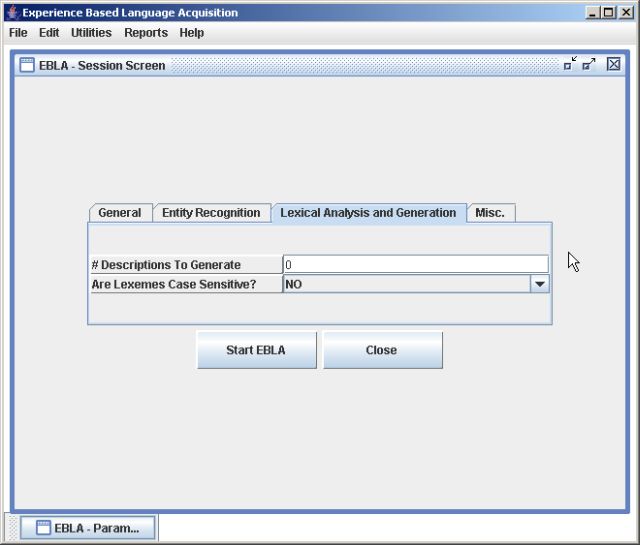 Experience Based Language Acquisition
File Edit Utilities Reports Help
EBLA - Session Screen
General Entity Recognition Lexical Analysis and Generation Misc.
# Descriptions To Generate 0
Are Lexemes Case Sensitive? NO
Start EBLA Close
EBLA - Param...